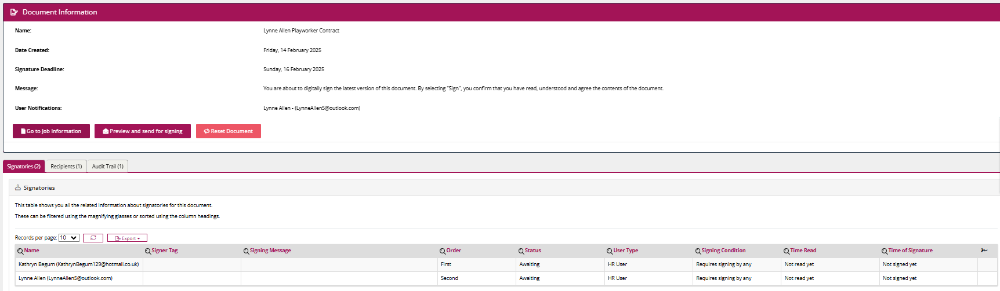 Document Information
Name: Lynne Allen Playworker Contract
Date Created: Friday, 14 February 2025
Signature Deadline: Sunday, 16 February 2025
Message: You are about to digitally sign the latest version of this document. By selecting "Sign", you confirm that you have read, understood and agree the contents of the document.
User Notifications: Lynne Allen - (LynneAllen5@outlook.com)
Go to Job Information Preview and send for signing Reset Document
Signatories (2) Recipients (1) Audit Trail (1)
Signatories
This table shows you all the related information about signatories for this document.
These can be filtered using the magnifying glasses or sorted using the column headings.
Records per page: 10 Export
Name Signer Tag Signing Message Order Status User Type Signing Condition Time Read Time of Signature
Kathryn Begum (KathrynBegum129@hotmail.co.uk) First Awaiting HR User Requires signing by any Not read yet Not signed yet
Lynne Allen (LynneAllen5@outlook.com) Second Awaiting HR User Requires signing by any Not read yet Not signed yet